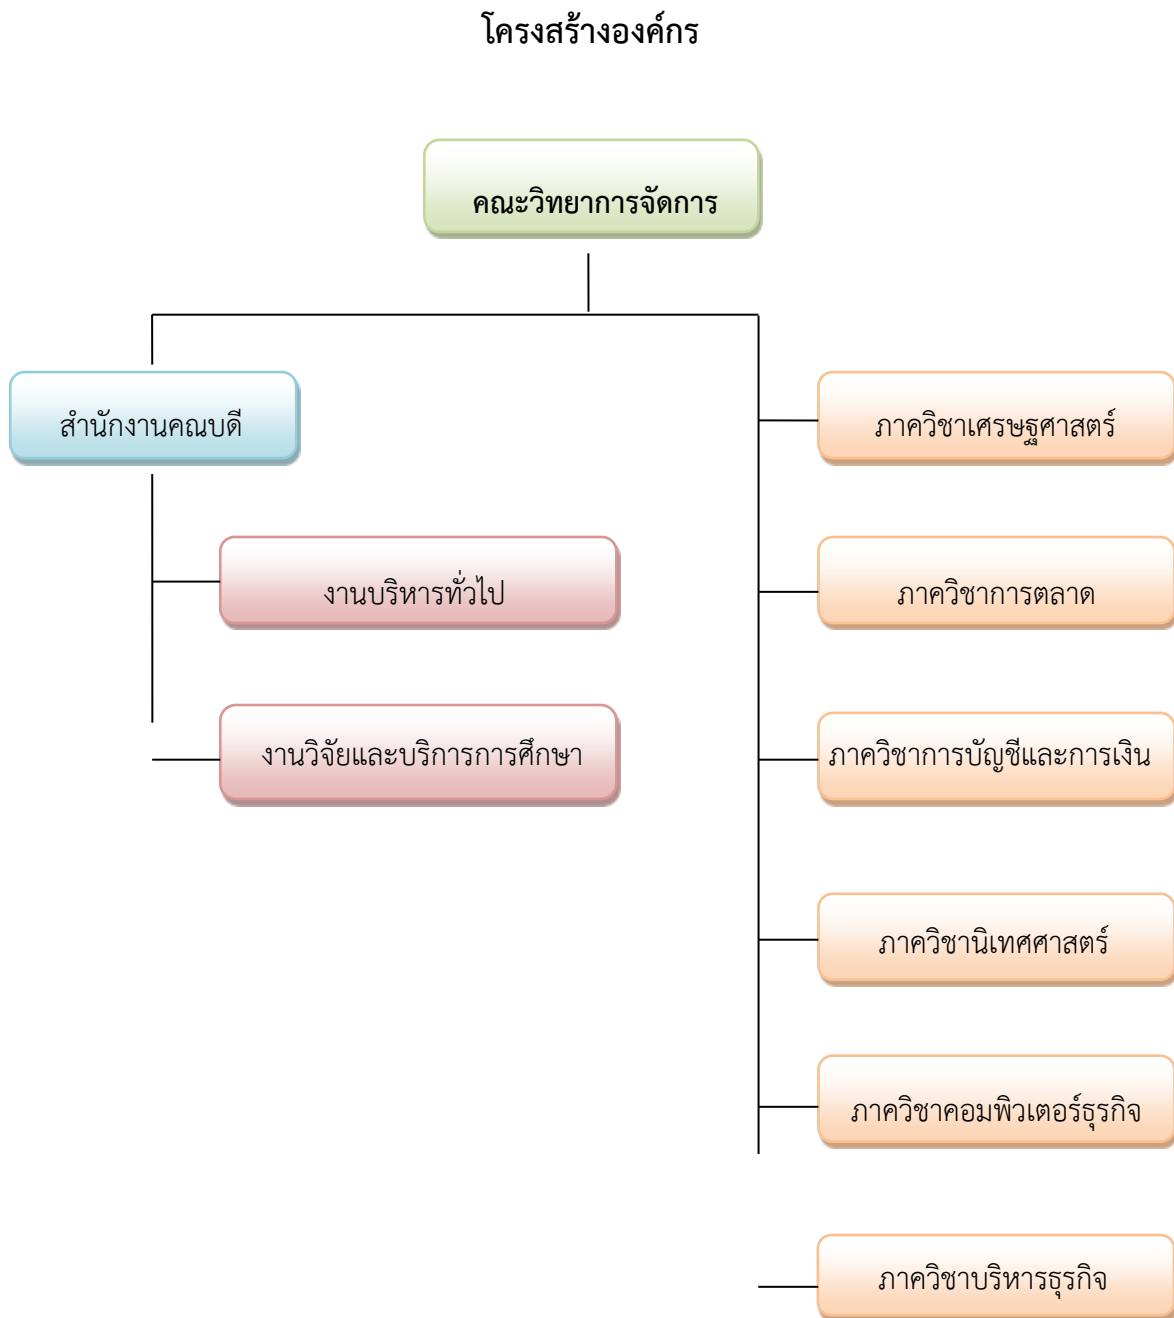 โครงสร้างองค์กร
คณะวิทยาการจัดการ
สำนักงานคณบดี
งานบริหารทั่วไป
งานวิจัยและบริการการศึกษา
ภาควิชาเศรษฐศาสตร์
ภาควิชาการตลาด
ภาควิชาการบัญชีและการเงิน
ภาควิชานิเทศศาสตร์
ภาควิชาคอมพิวเตอร์ธุรกิจ
ภาควิชาบริหารธุรกิจ